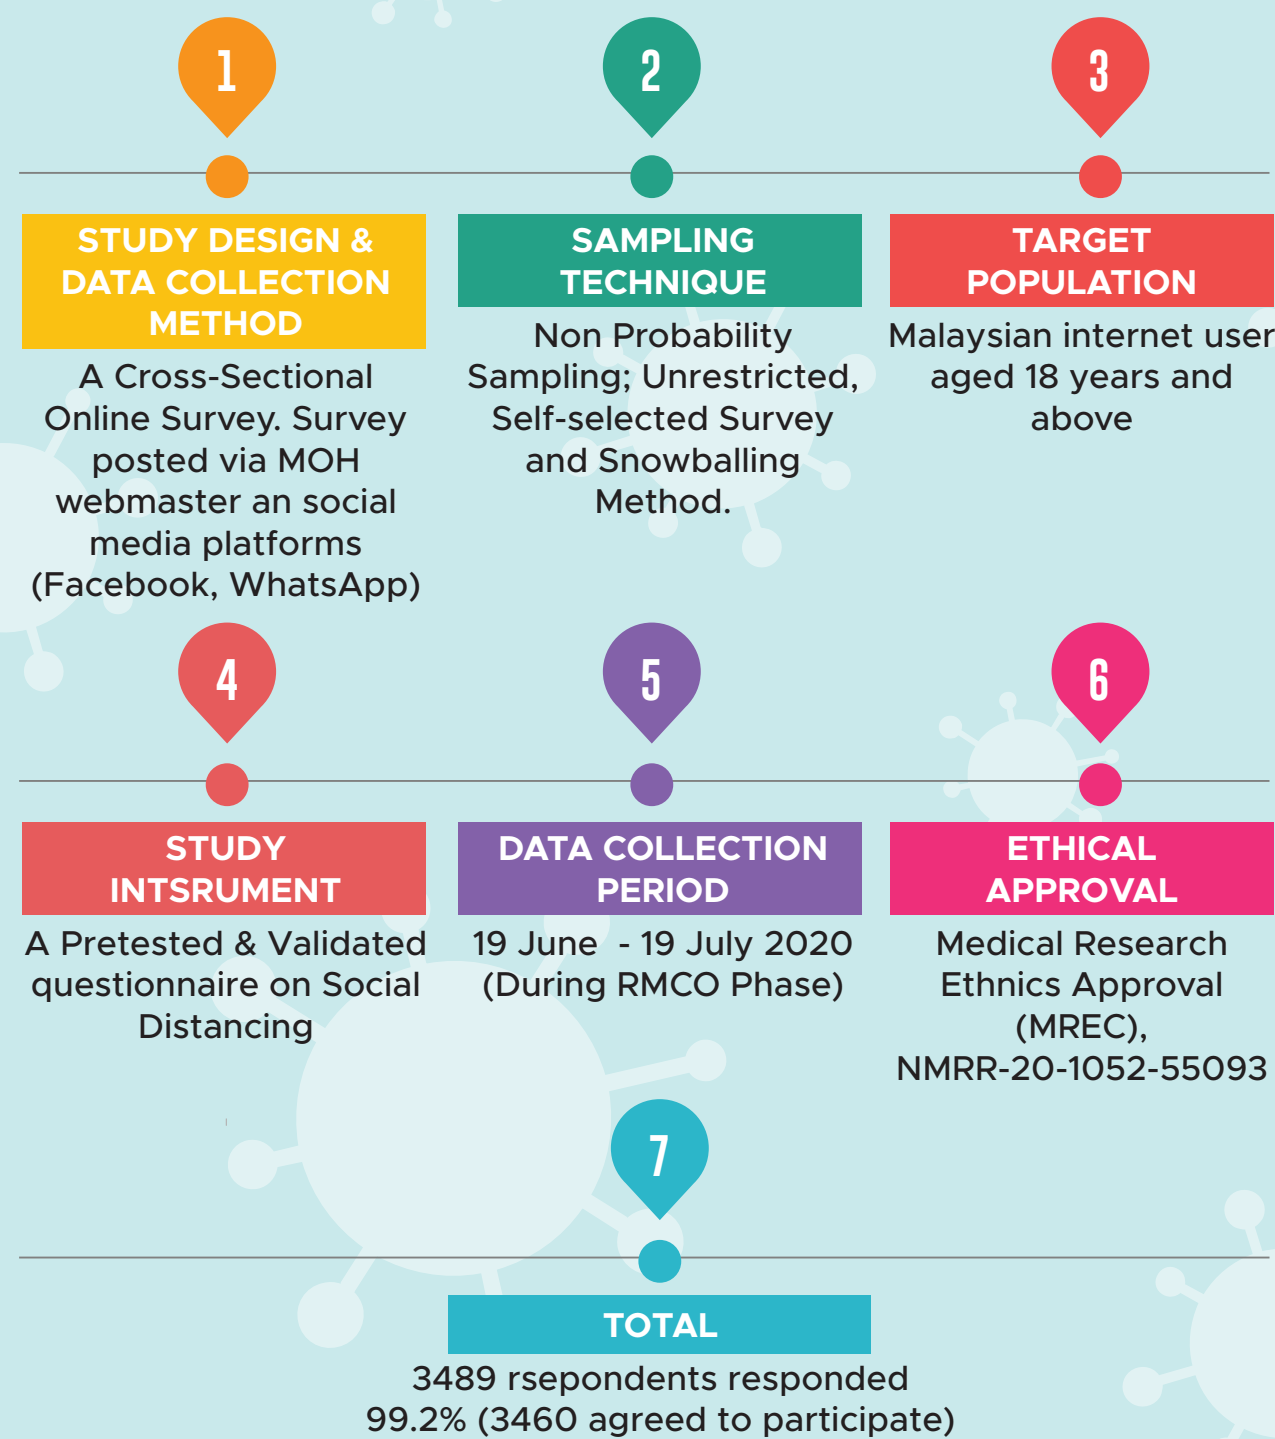 1
STUDY DESIGN &
DATA COLLECTION
METHOD
A Cross-Sectional
Online Survey. Survey
posted via MOH
webmaster an social
media platforms
(Facebook, WhatsApp)
2
SAMPLING
TECHNIQUE
Non Probability
Sampling; Unrestricted,
Self-selected Survey
and Snowballing
Method.
3
TARGET
POPULATION
Malaysian internet user
aged 18 years and
above
4
STUDY
INTSRUMENT
A Pretested & Validated
questionnaire on Social
Distancing
5
DATA COLLECTION
PERIOD
19 June - 19 July 2020
(During RMCO Phase)
6
ETHICAL
APPROVAL
Medical Research
Ethnics Approval
(MREC),
NMRR-20-1052-55093
7
TOTAL
3489 rsepondents responded
99.2% (3460 agreed to participate)